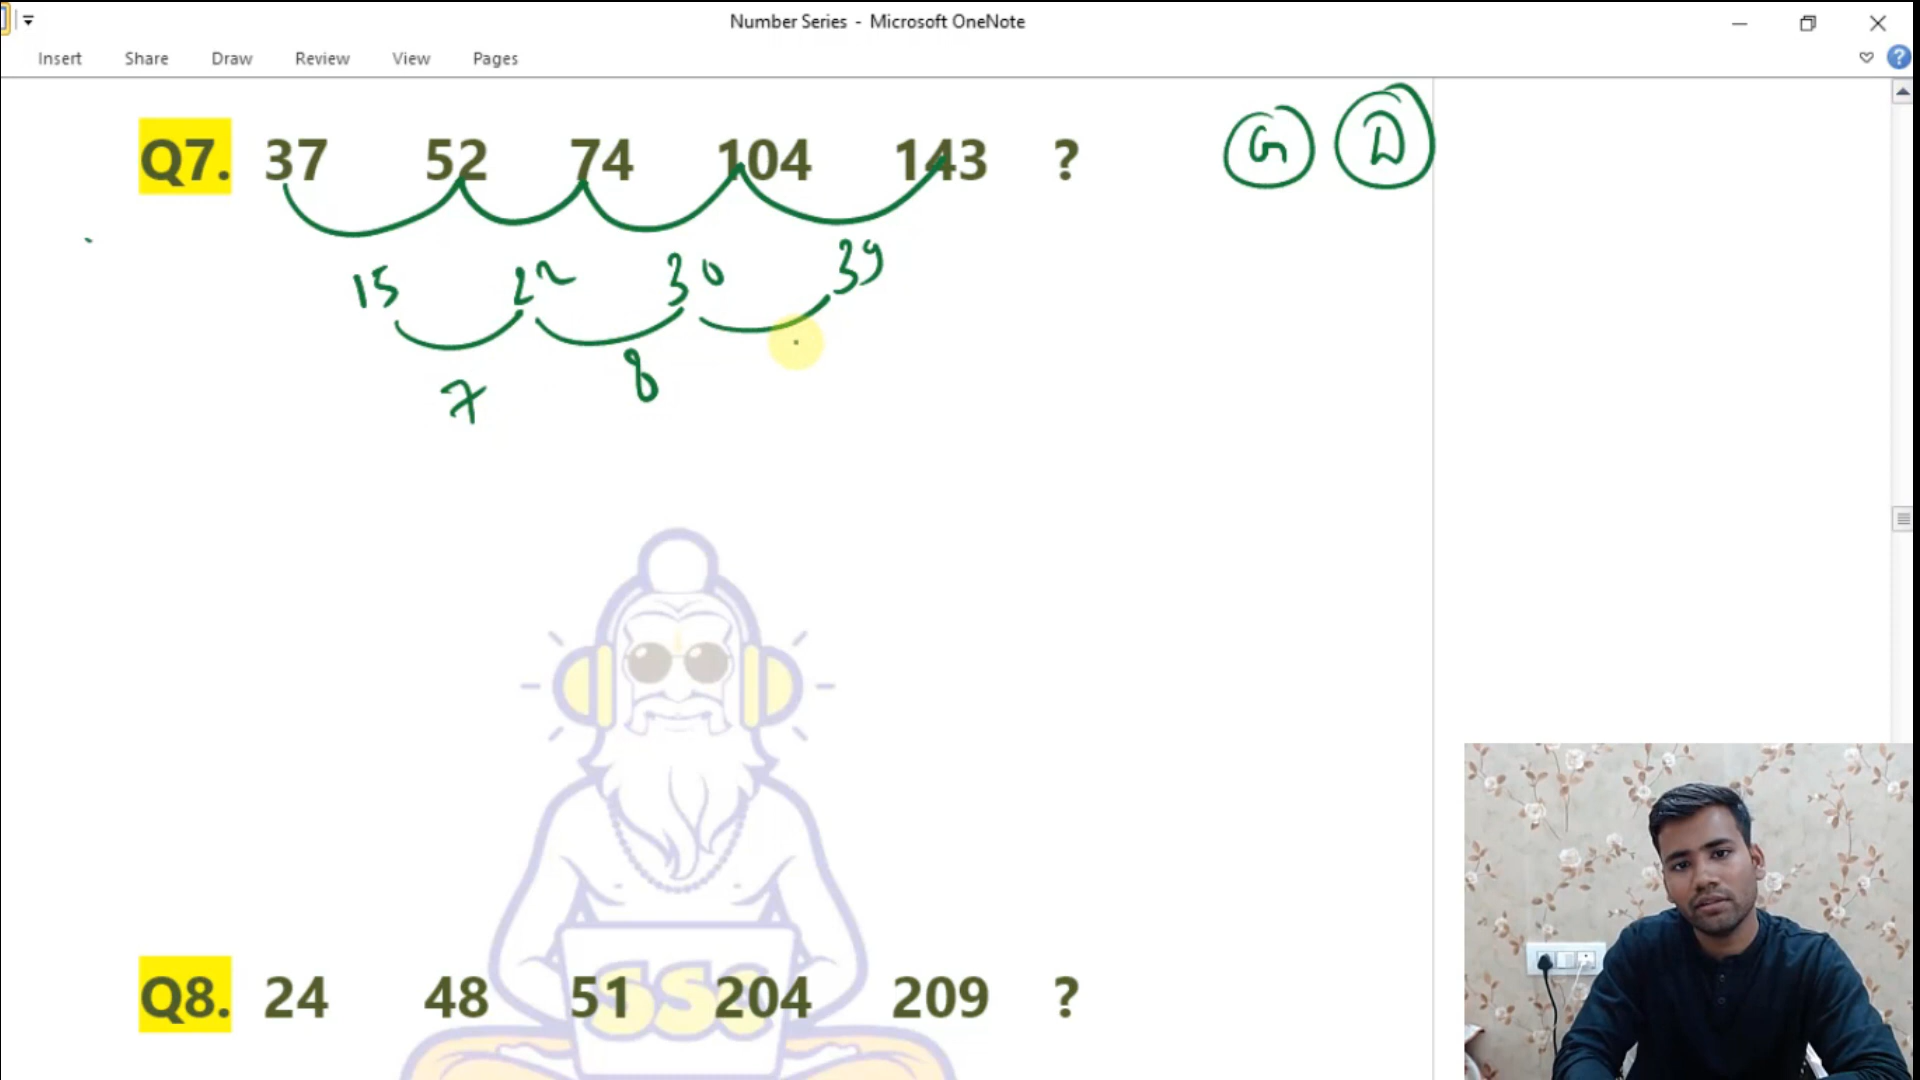 Number Series - Microsoft OneNote
Insert Share Draw Review View Pages
?
Q7. 37 52 74 104 143 ?
G D
15 22 30 39
7 8
SSC
Q8. 24 48 51 204 209 ?